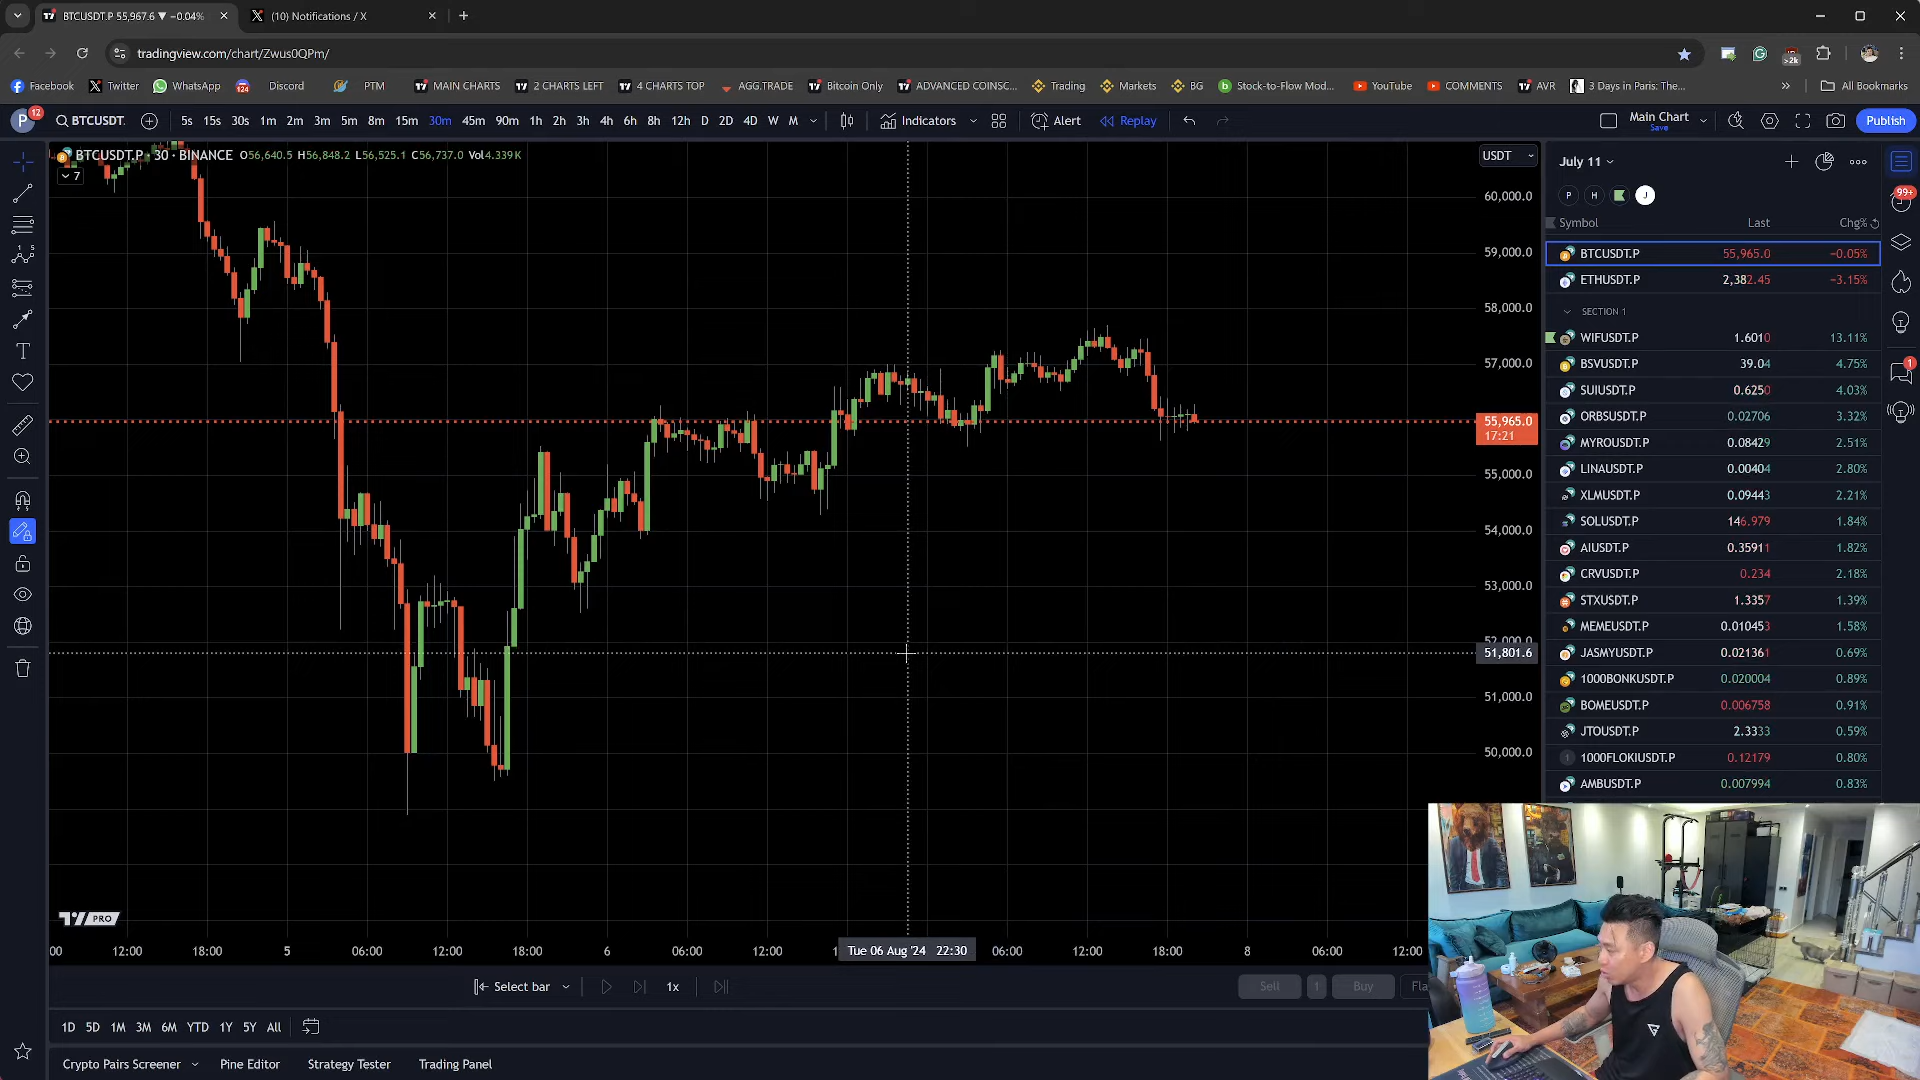 BTCUSDT.P 55,967.6 ▼ −0.04%
(10) Notifications / X
tradingview.com/chart/Zwus0QPm/
>2k
Facebook Twitter WhatsApp 124 Discord PTM MAIN CHARTS 2 CHARTS LEFT 4 CHARTS TOP AGG.TRADE Bitcoin Only ADVANCED COINSC... Trading Markets BG Stock-to-Flow Mod... YouTube COMMENTS AVR 3 Days in Paris: The... » All Bookmarks
P 12 BTCUSDT. 5s 15s 30s 1m 2m 3m 5m 8m 15m 30m 45m 90m 1h 2h 3h 4h 6h 8h 12h D 2D 4D W M Indicators Alert Replay Main Chart Save Publish
BTCUSDT.P · 30 · BINANCE O56,640.5 H56,848.2 L56,525.1 C56,737.0 Vol4.339K
7
USDT
60,000.0
59,000.0
58,000.0
57,000.0
55,965.0
17:21
55,000.0
54,000.0
53,000.0
52,000.0
51,801.6
51,000.0
50,000.0
PRO
12:00 18:00 5 06:00 12:00 18:00 6 06:00 12:00 Tue 06 Aug '24 22:30 06:00 12:00 18:00 8 06:00 12:00
Select bar 1x Sell 1 Buy Fla
1D 5D 1M 3M 6M YTD 1Y 5Y All
Crypto Pairs Screener Pine Editor Strategy Tester Trading Panel
July 11
P H J
99+
Symbol Last Chg%
BTCUSDT.P 55,965.0 −0.05%
ETHUSDT.P 2,382.45 −3.15%
SECTION 1
WIFUSDT.P 1.6010 13.11%
BSVUSDT.P 39.04 4.75%
1
SUIUSDT.P 0.6250 4.03%
ORBSUSDT.P 0.02706 3.32%
MYROUSDT.P 0.08429 2.51%
LINAUSDT.P 0.00404 2.80%
XLMUSDT.P 0.09443 2.21%
SOLUSDT.P 146.979 1.84%
AIUSDT.P 0.35911 1.82%
CRVUSDT.P 0.234 2.18%
STXUSDT.P 1.3357 1.39%
MEMEUSDT.P 0.010453 1.58%
JASMYUSDT.P 0.021361 0.69%
1000BONKUSDT.P 0.020004 0.89%
BOMEUSDT.P 0.006758 0.91%
JTOUSDT.P 2.3333 0.59%
1000FLOKIUSDT.P 0.12179 0.80%
AMBUSDT.P 0.007994 0.83%